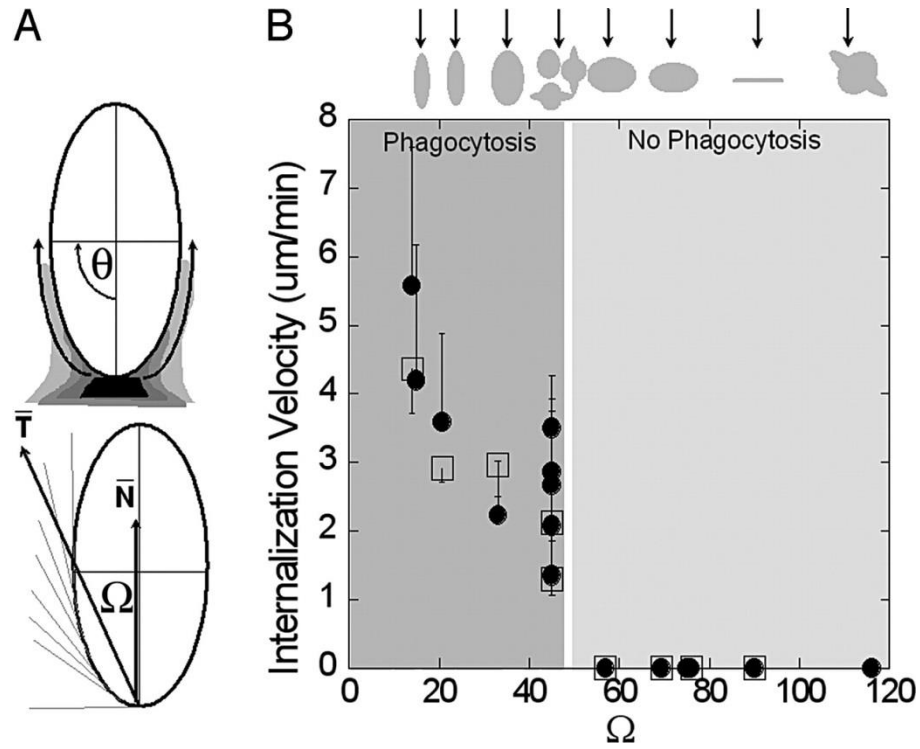 A
θ
T̅
N̅
Ω
B
Phagocytosis
No Phagocytosis
Internalization Velocity (um/min)
8
7
6
5
4
3
2
1
0
0 20 40 60 80 100 120
Ω